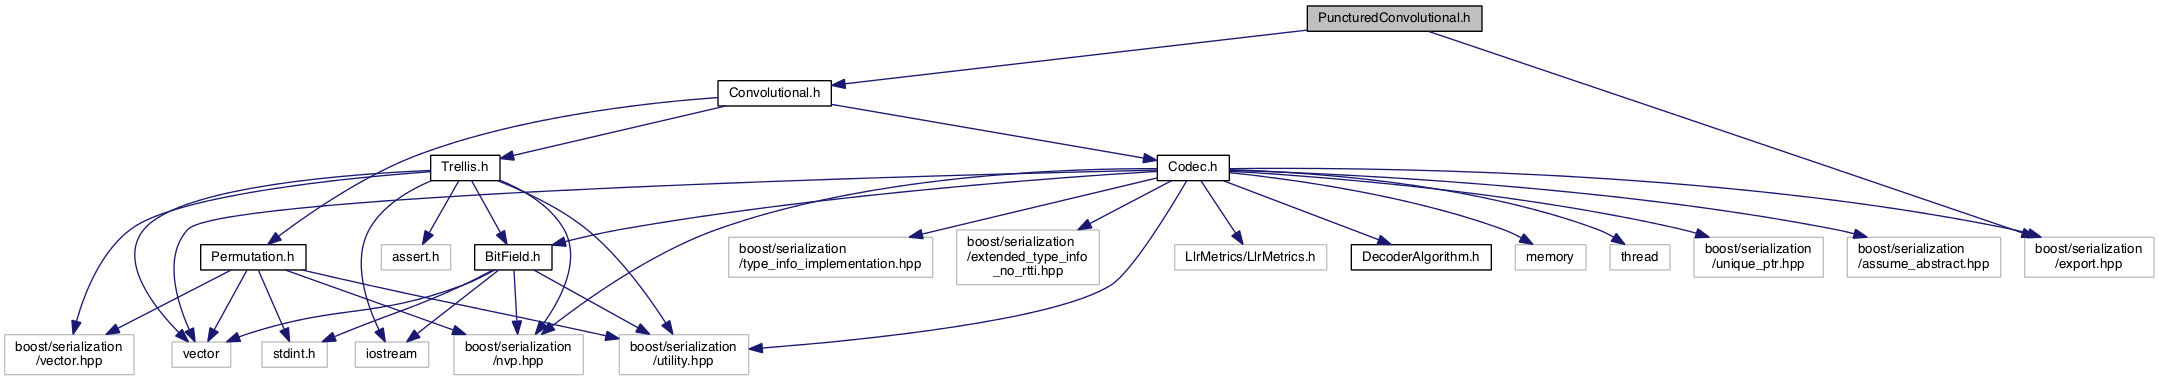 PuncturedConvolutional.h
Convolutional.h
Trellis.h
Codec.h
Permutation.h
assert.h
BitField.h
boost/serialization
/type_info_implementation.hpp
boost/serialization
/extended_type_info
_no_rtti.hpp
LlrMetrics/LlrMetrics.h
DecoderAlgorithm.h
memory
thread
boost/serialization
/unique_ptr.hpp
boost/serialization
/assume_abstract.hpp
boost/serialization
/export.hpp
boost/serialization
/vector.hpp
vector
stdint.h
iostream
boost/serialization
/nvp.hpp
boost/serialization
/utility.hpp